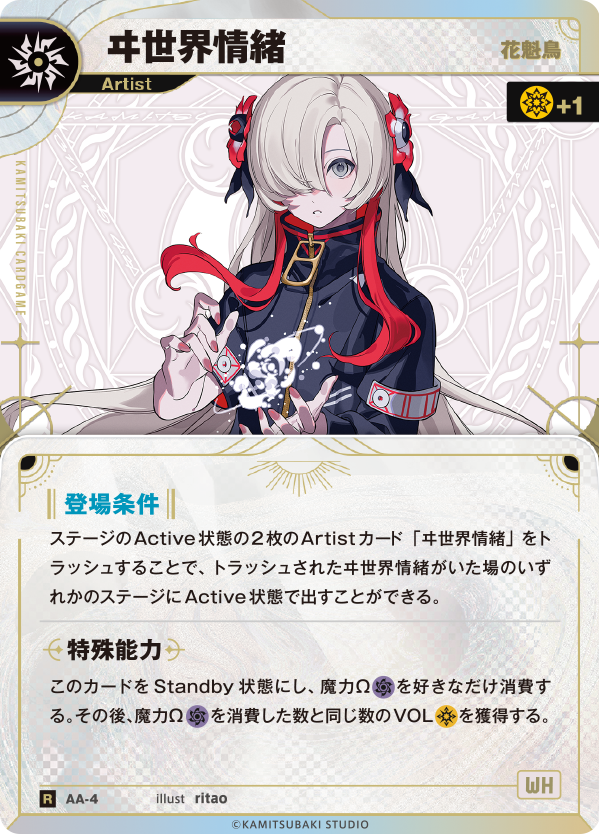 ヰ世界情緒
花魁鳥
Artist
+1
KAMITSUBAKI CARDGAME
登場条件
ステージのActive状態の2枚のArtistカード「ヰ世界情緒」をト
ラッシュすることで、トラッシュされたヰ世界情緒がいた場のいず
れかのステージにActive状態で出すことができる。
特殊能力
このカードをStandby状態にし、魔力Ωを好きなだけ消費す
る。その後、魔力Ωを消費した数と同じ数のVOLを獲得する。
R AA-4 illust ritao
WH
©KAMITSUBAKI STUDIO